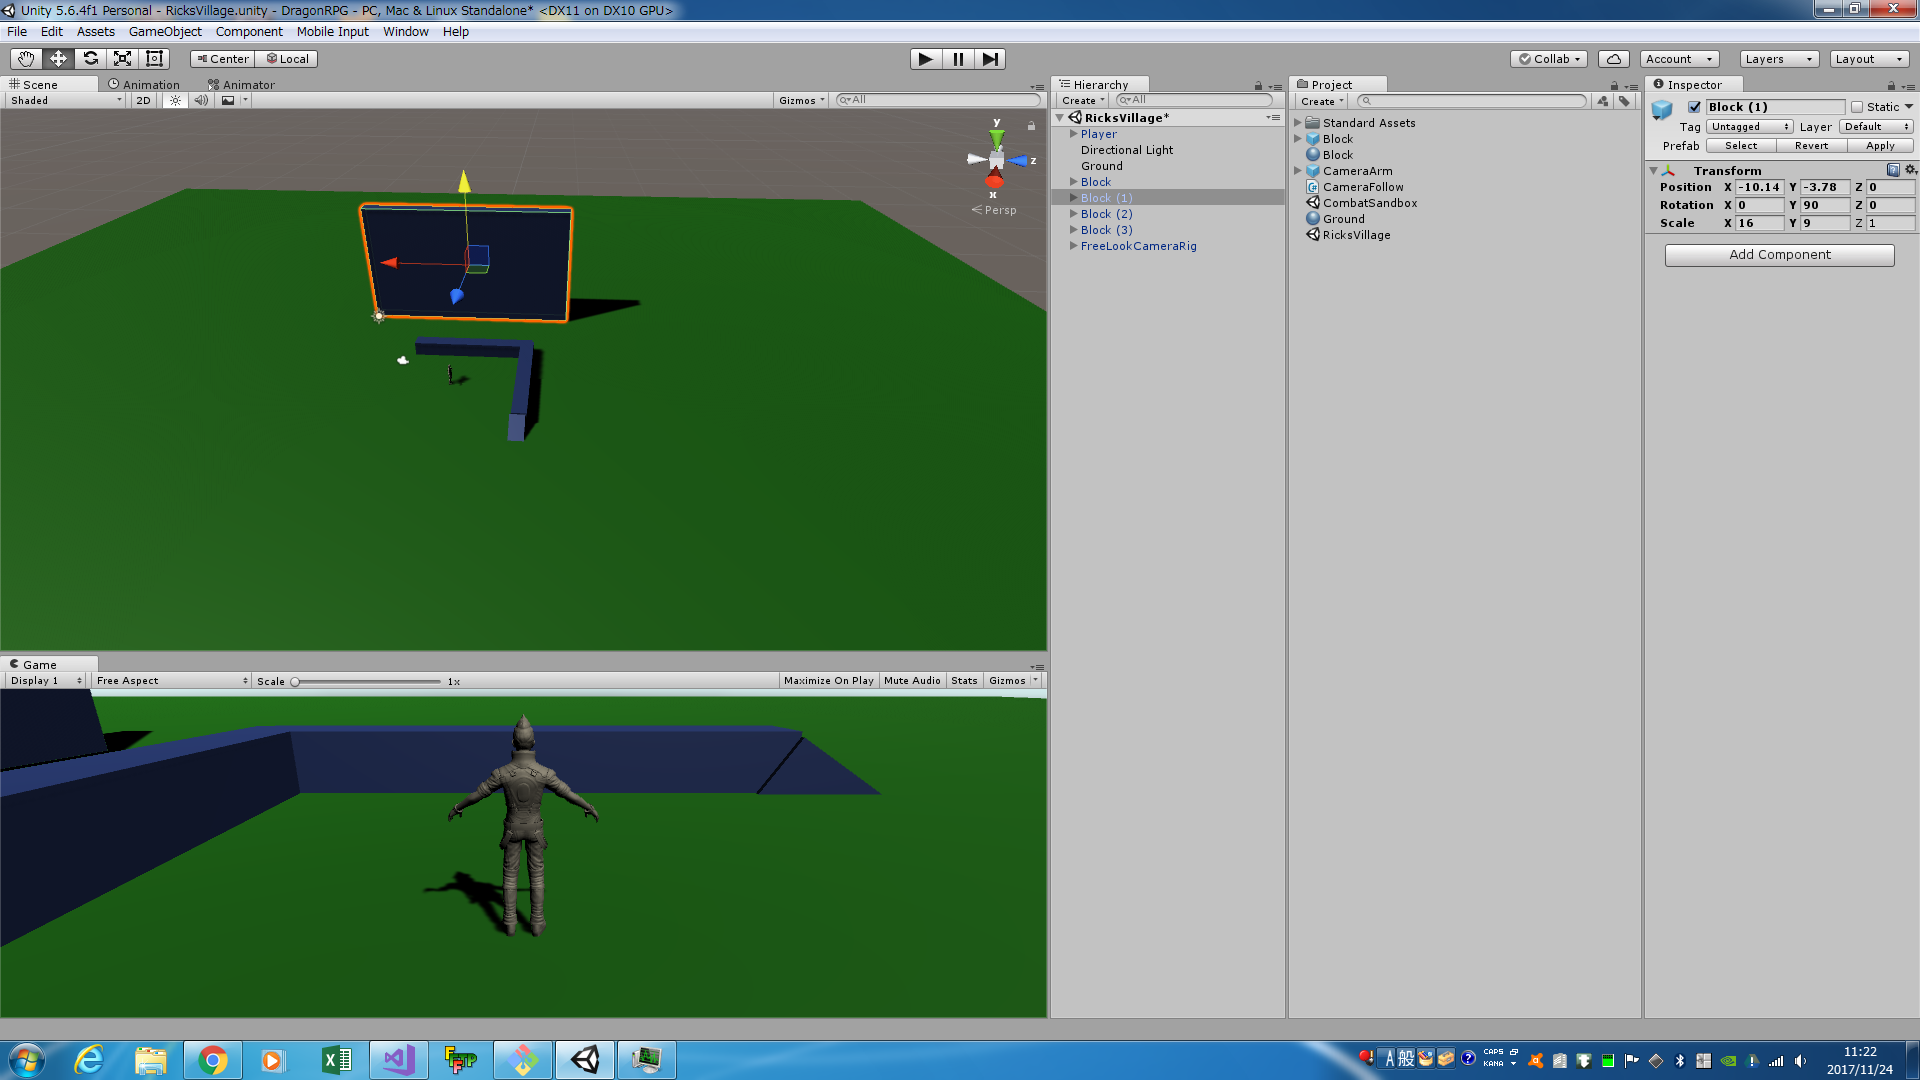 Unity 5.6.4f1 Personal - RicksVillage.unity - DragonRPG - PC, Mac & Linux Standalone* <DX11 on DX10 GPU>
File Edit Assets GameObject Component Mobile Input Window Help
Center Local Collab Account Layers Layout
Scene Animation Animator
Shaded 2D Gizmos All
y
z
x
Persp
Game
Display 1 Free Aspect Scale 1x Maximize On Play Mute Audio Stats Gizmos
Hierarchy
Create All
RicksVillage*
Player
Directional Light
Ground
Block
Block (1)
Block (2)
Block (3)
FreeLookCameraRig
Project
Create
Standard Assets
Block
Block
CameraArm
CameraFollow
CombatSandbox
Ground
RicksVillage
Inspector
Block (1) Static
Tag Untagged Layer Default
Prefab Select Revert Apply
Transform
Position X -10.14 Y -3.78 Z 0
Rotation X 0 Y 90 Z 0
Scale X 16 Y 9 Z 1
Add Component
A 般 CAPS KANA
11:22
2017/11/24